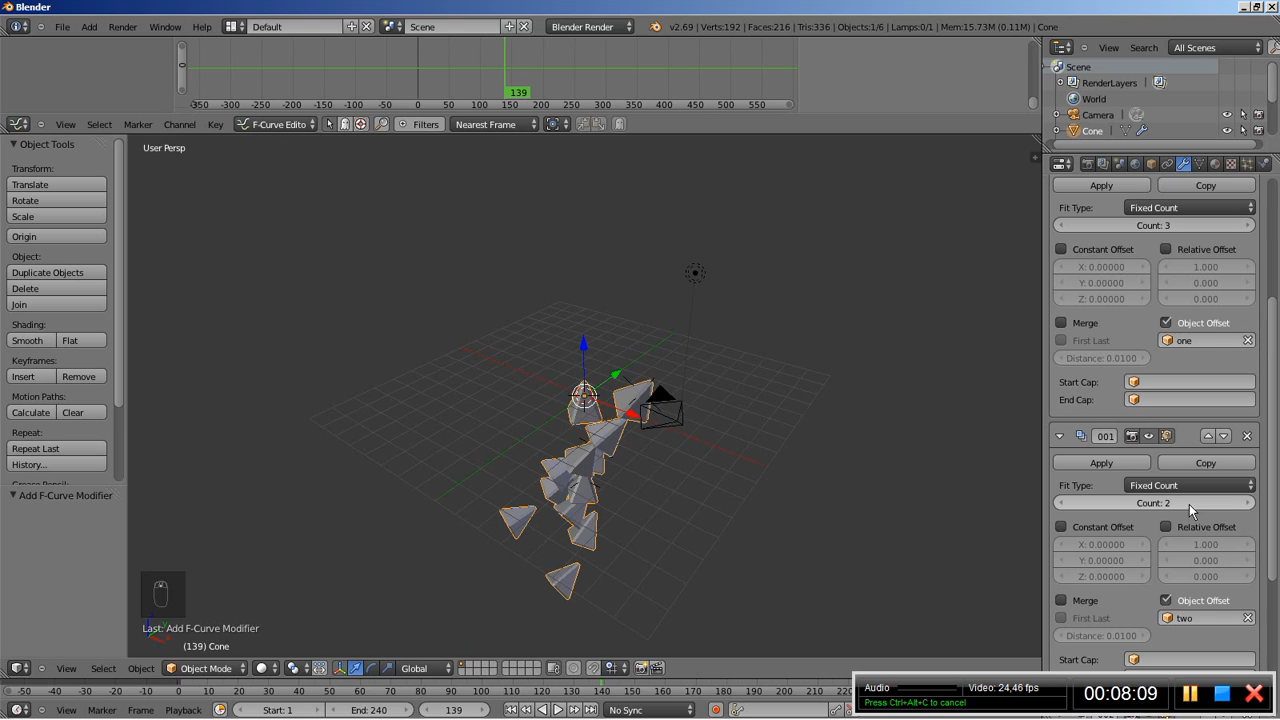 Blender
File Add Render Window Help Default Scene Blender Render v2.69 | Verts:192 | Faces:216 | Tris:336 | Objects:1/6 | Lamps:0/1 | Mem:15.73M (0.11M) | Cone
View Search All Scenes
Scene
RenderLayers
World
Camera
Cone
139
-350 -300 -250 -200 -150 -100 -50 0 50 100 150 200 250 300 350 400 450 500 550
View Select Marker Channel Key F-Curve Edito Filters Nearest Frame
Object Tools
Transform:
Translate
Rotate
Scale
Origin
Object:
Duplicate Objects
Delete
Join
Shading:
Smooth Flat
Keyframes:
Insert Remove
Motion Paths:
Calculate Clear
Repeat:
Repeat Last
History...
Add F-Curve Modifier
User Persp
Last: Add F-Curve Modifier
(139) Cone
Apply Copy
Fit Type: Fixed Count
Count: 3
Constant Offset Relative Offset
X: 0.00000 1.000
Y: 0.00000 0.000
Z: 0.00000 0.000
Merge Object Offset
First Last one
Distance: 0.0100
Start Cap:
End Cap:
001
Apply Copy
Fit Type: Fixed Count
Count: 2
Constant Offset Relative Offset
X: 0.00000 1.000
Y: 0.00000 0.000
Z: 0.00000 0.000
Merge Object Offset
First Last two
Distance: 0.0100
Start Cap:
View Select Object Object Mode Global
-50 -40 -30 -20 -10 0 10 20 30 40 50 60 70 80 90 100 110 120 130 140 150 160 170 180 190 200 210 220
View Marker Frame Playback Start: 1 End: 240 139 No Sync
Audio Video: 24,46 fps
Press Ctrl+Alt+C to cancel
00:08:09